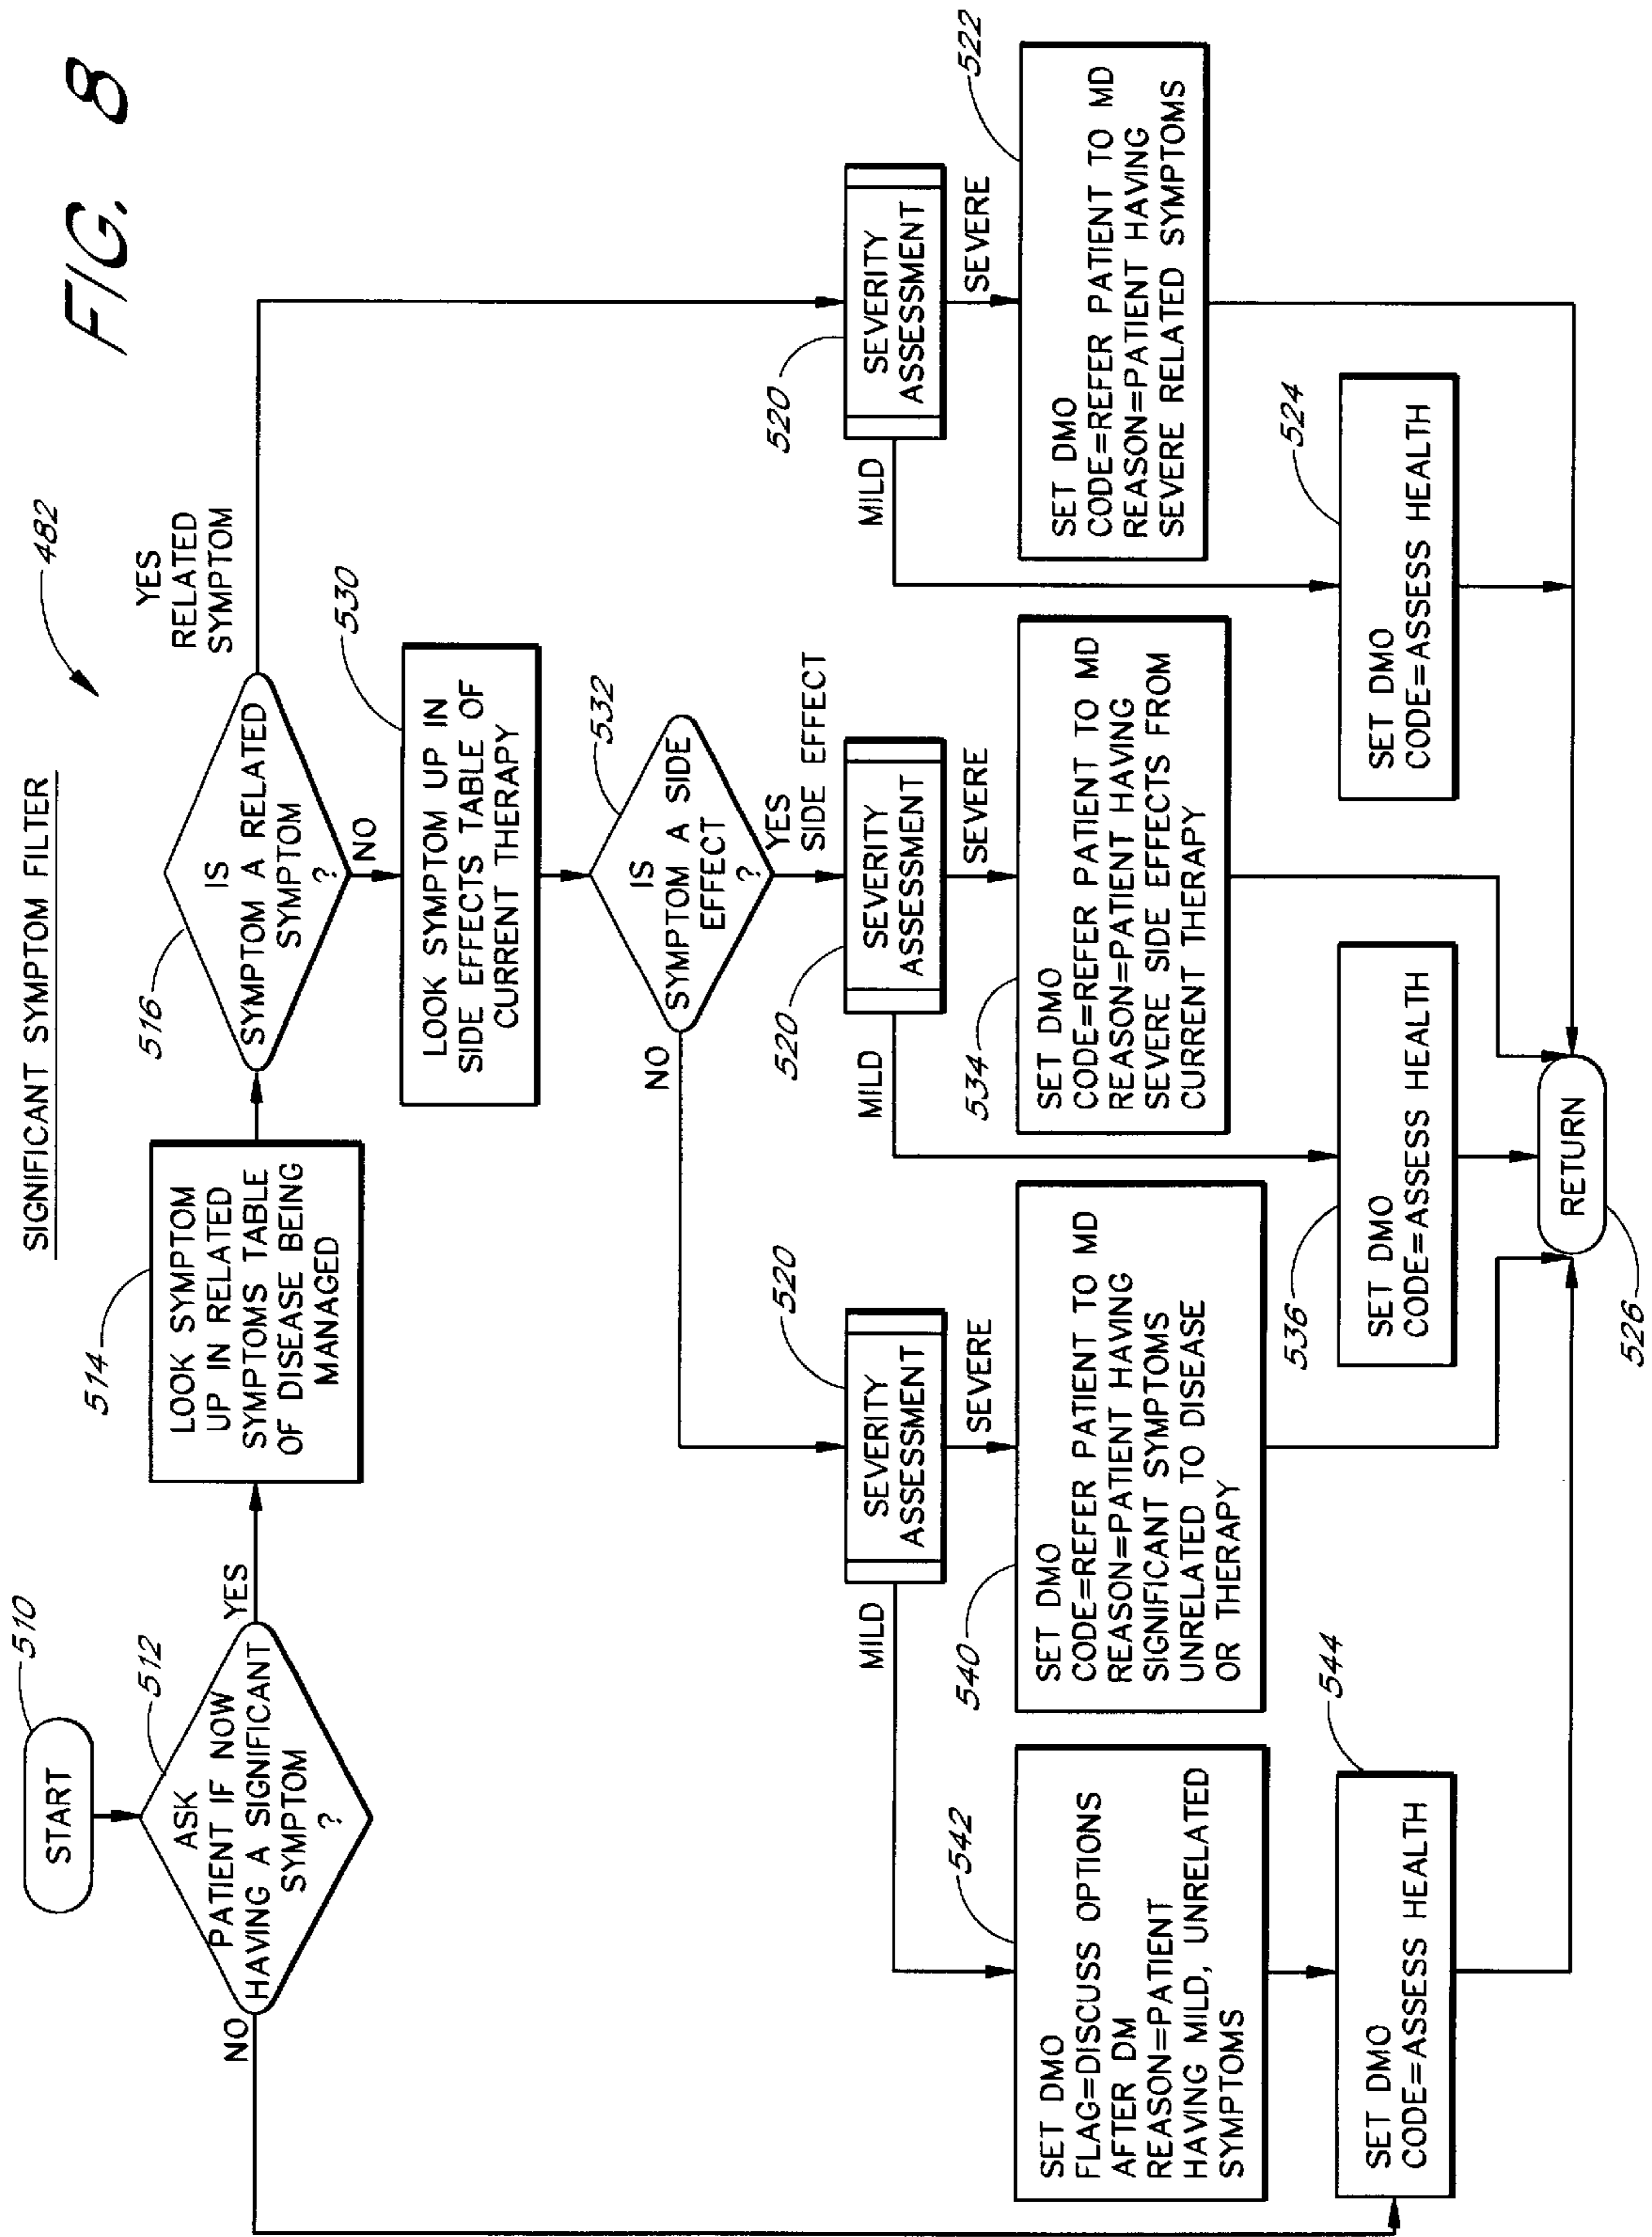 SIGNIFICANT SYMPTOM FILTER
FIG. 8
482
START
510
ASK
PATIENT IF NOW
HAVING A SIGNIFICANT
SYMPTOM
?
512
NO
YES
LOOK SYMPTOM
UP IN RELATED
SYMPTOMS TABLE
OF DISEASE BEING
MANAGED
514
IS
SYMPTOM A RELATED
SYMPTOM
?
516
YES
RELATED
SYMPTOM
NO
LOOK SYMPTOM UP IN
SIDE EFFECTS TABLE OF
CURRENT THERAPY
530
IS
SYMPTOM A SIDE
EFFECT
?
532
NO
YES
SIDE EFFECT
SEVERITY
ASSESSMENT
520
MILD
SEVERE
SEVERITY
ASSESSMENT
520
MILD
SEVERE
SEVERITY
ASSESSMENT
520
MILD
SEVERE
SET DMO
FLAG=DISCUSS OPTIONS
AFTER DM
REASON=PATIENT
HAVING MILD, UNRELATED
SYMPTOMS
542
SET DMO
CODE=REFER PATIENT TO MD
REASON=PATIENT HAVING
SIGNIFICANT SYMPTOMS
UNRELATED TO DISEASE
OR THERAPY
540
SET DMO
CODE=REFER PATIENT TO MD
REASON=PATIENT HAVING
SEVERE SIDE EFFECTS FROM
CURRENT THERAPY
534
SET DMO
CODE=REFER PATIENT TO MD
REASON=PATIENT HAVING
SEVERE RELATED SYMPTOMS
522
SET DMO
CODE=ASSESS HEALTH
544
SET DMO
CODE=ASSESS HEALTH
536
SET DMO
CODE=ASSESS HEALTH
524
RETURN
526